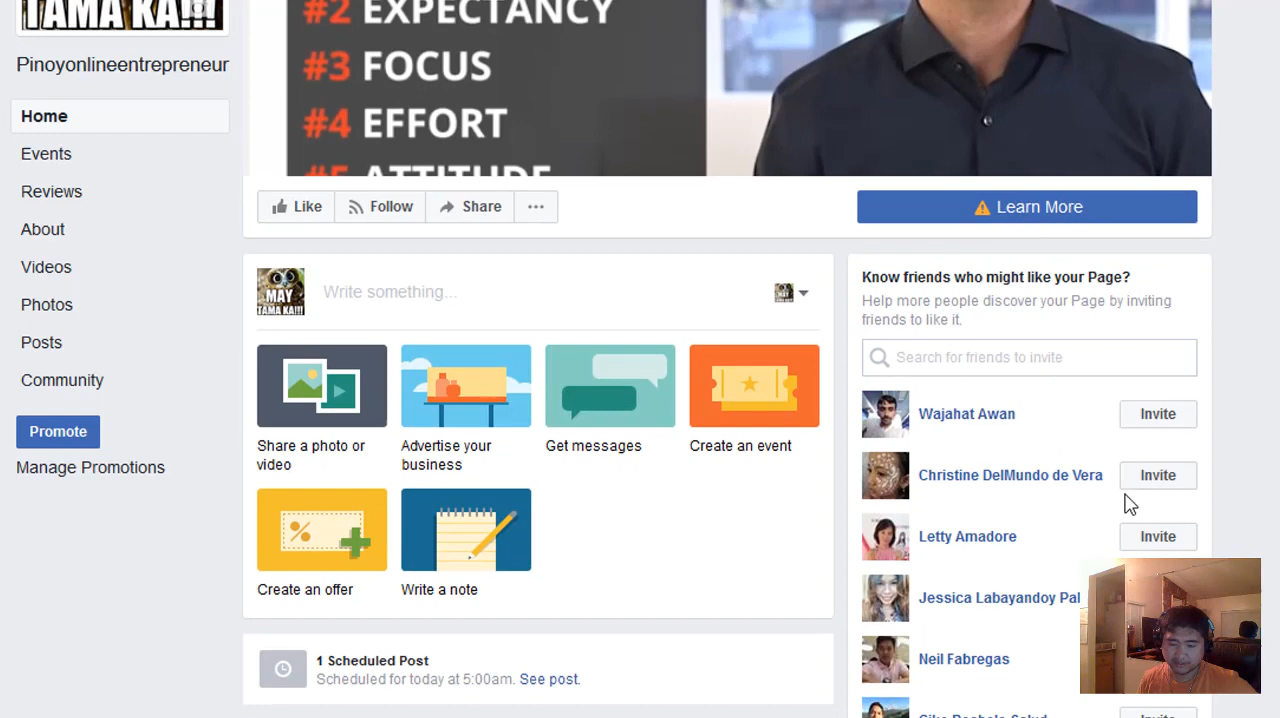 TAMA KA!!!
Pinoyonlineentrepreneur
Home
Events
Reviews
About
Videos
Photos
Posts
Community
Promote
Manage Promotions
#2 EXPECTANCY
#3 FOCUS
#4 EFFORT
#5 ATTITUDE
Like
Follow
Share
Learn More
MAY
TAMA KA!!!
Write something...
Share a photo or
video
Advertise your
business
Get messages
Create an event
Create an offer
Write a note
1 Scheduled Post
Scheduled for today at 5:00am. See post.
Know friends who might like your Page?
Help more people discover your Page by inviting
friends to like it.
Search for friends to invite
Wajahat Awan Invite
Christine DelMundo de Vera Invite
Letty Amadore Invite
Jessica Labayandoy Pal
Neil Fabregas
Invite